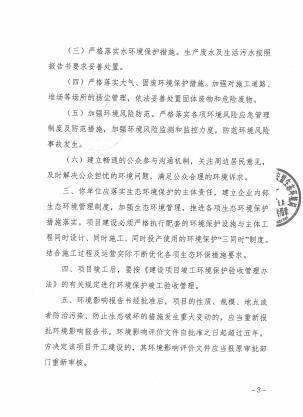 （三）严格落实水环境保护措施。生产废水及生活污水按照
报告书要求妥善处置。
（四）严格落实大气、固废环境保护措施。加强对施工道路、
堆场等场所的扬尘管理，依法妥善处置固体废物和危险废物。
（五）加强环境风险防范。严格落实各项环境风险应急管理
制度及防范措施，加强环境风险监测和监控力度，防范环境风险
事故发生。
（六）建立畅通的公众参与沟通机制，关注周边居民意见，
及时解决公众担忧的环境问题，满足公众合理的环境诉求。
三、你单位应落实生态环境保护的主体责任，建立企业内部
生态环境管理制度，加强生态环境管理，推进各项生态环境保护
措施落实。项目建设必须严格执行配套的环境保护设施与主体工
程同时设计、同时施工、同时投产使用的环境保护“三同时”制度。
结合施工过程及运营实际不断优化各项生态环保措施要求。
四、项目竣工后，要按《建设项目竣工环境保护验收管理办
法》的有关规定进行环境保护竣工验收管理。
五、环境影响报告书经批准后，项目的性质、规模、地点或
者防治污染、防止生态破坏的措施发生重大变动的，应当重新报
批环境影响报告书。环境影响评价文件自批准之日起超过五年，
方决定该项目开工建设的，其环境影响评价文件应当报原审批部
门重新审核。
－3－